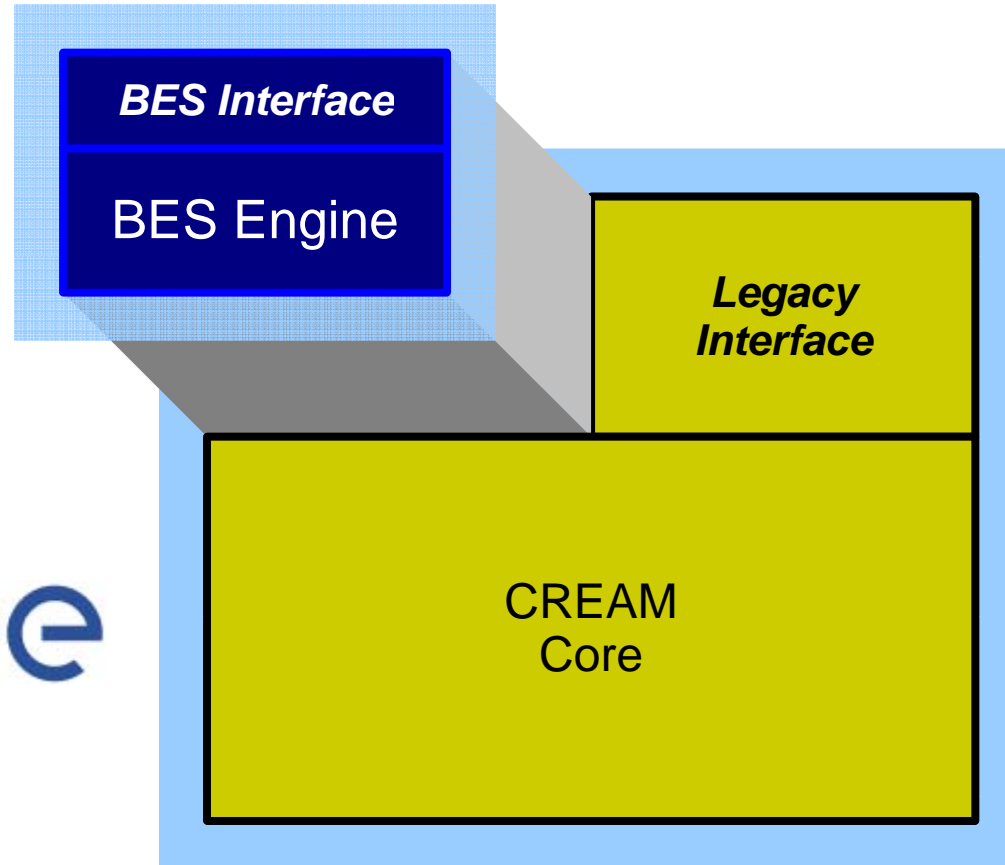 BES Interface
BES Engine
Legacy
Interface
CREAM
Core
e